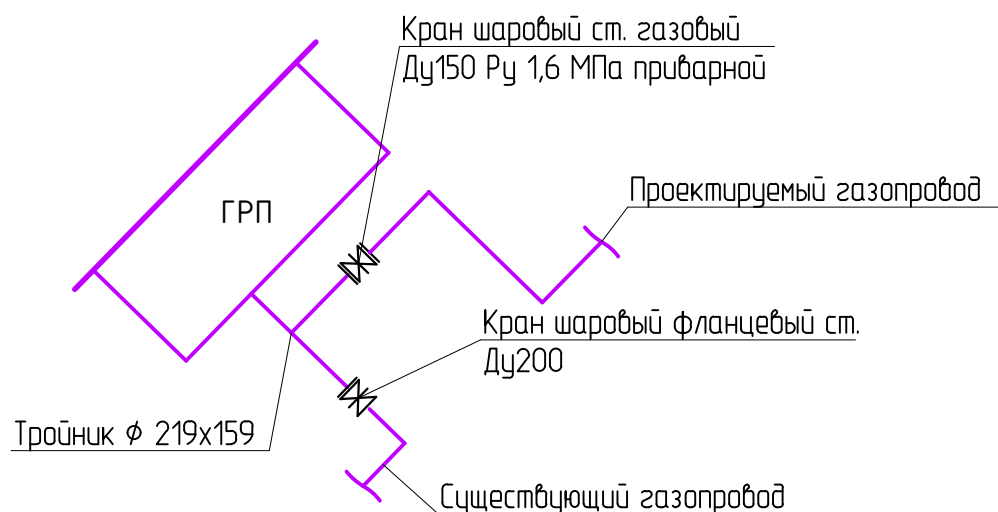 Кран шаровый ст. газовый
Ду150 Ру 1,6 МПа приварной
Проектируемый газопровод
ГРП
Кран шаровый фланцевый ст.
Ду200
Тройник ϕ 219х159
Существующий газопровод